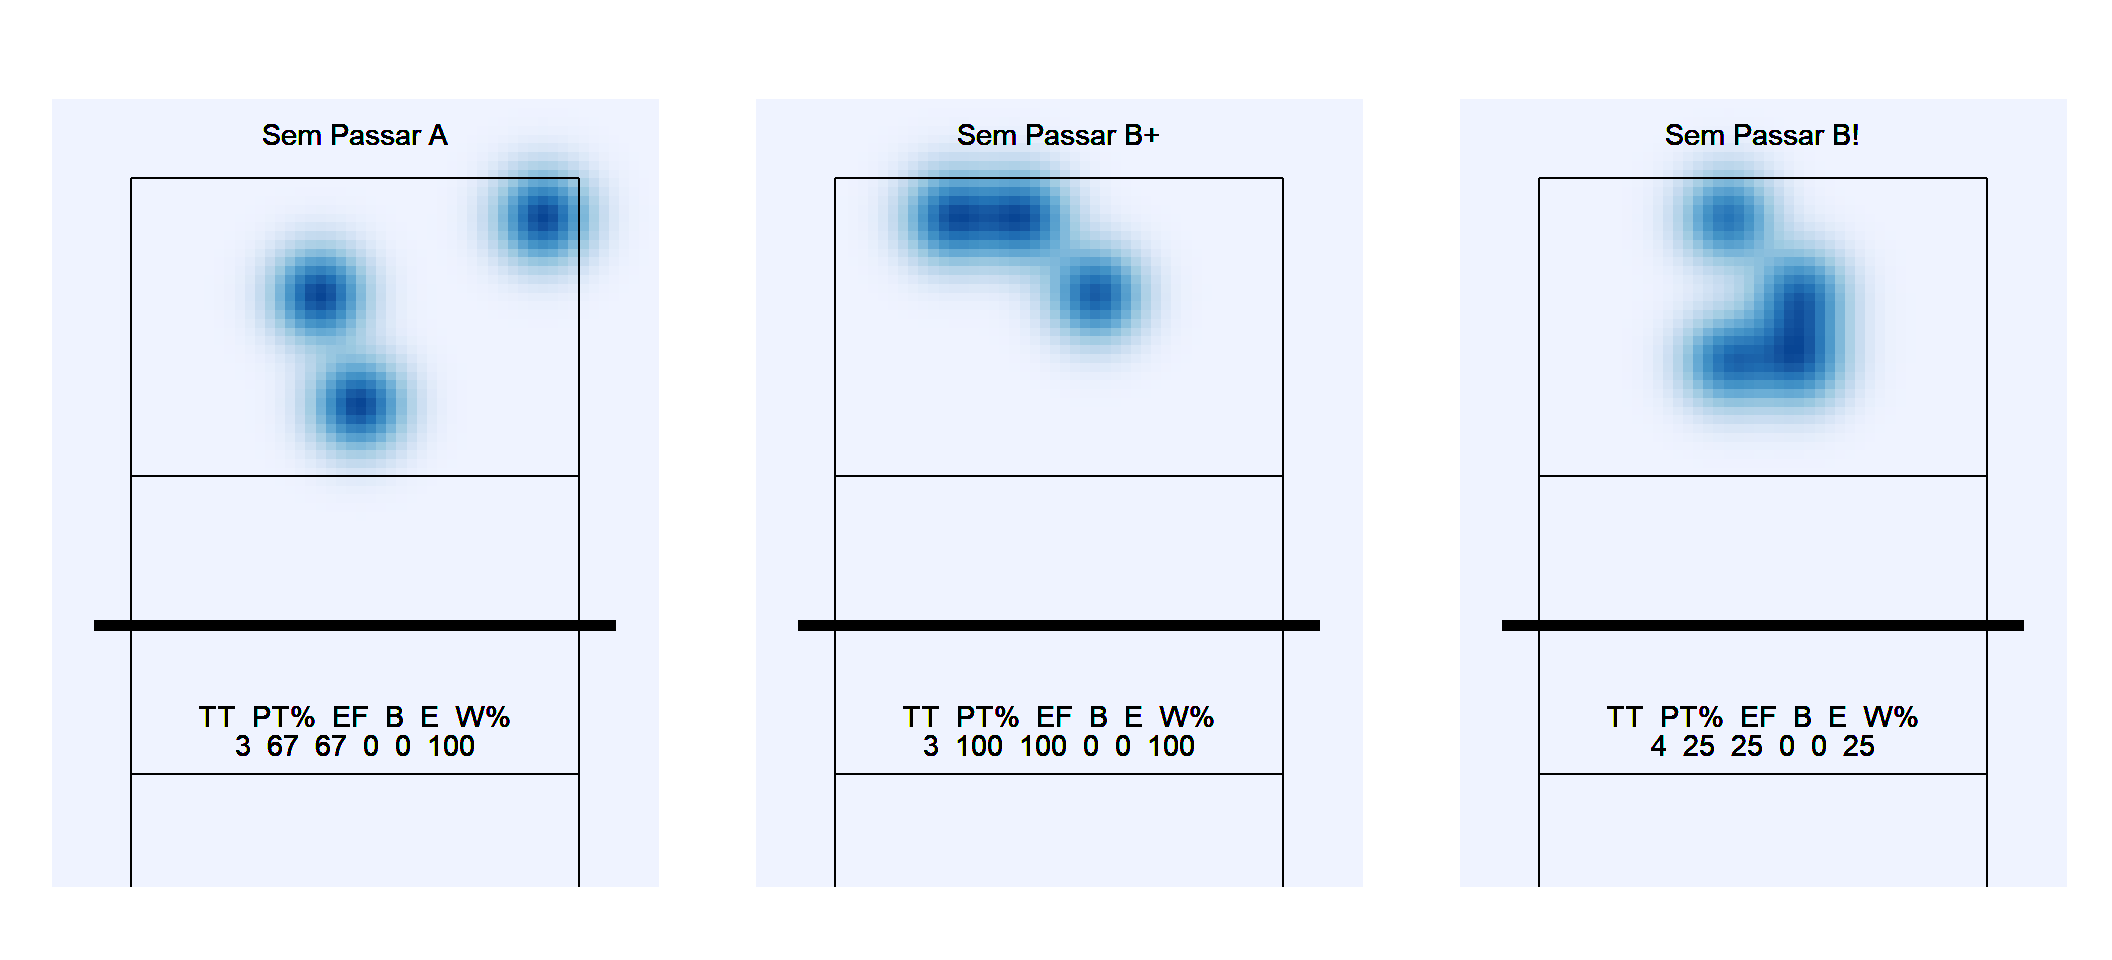 Sem Passar A
TT PT% EF B E W%
3 67 67 0 0 100
Sem Passar B+
TT PT% EF B E W%
3 100 100 0 0 100
Sem Passar B!
TT PT% EF B E W%
4 25 25 0 0 25